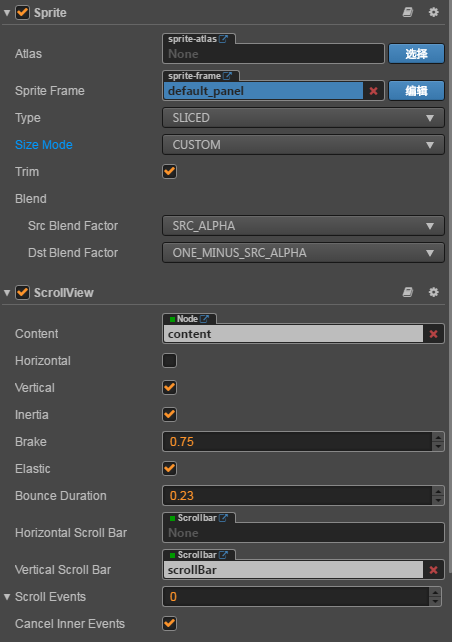 Sprite
sprite-atlas
Atlas None 选择
sprite-frame
Sprite Frame default_panel 编辑
Type SLICED
Size Mode CUSTOM
Trim
Blend
Src Blend Factor SRC_ALPHA
Dst Blend Factor ONE_MINUS_SRC_ALPHA
ScrollView
Node
Content content
Horizontal
Vertical
Inertia
Brake 0.75
Elastic
Bounce Duration 0.23
Scrollbar
Horizontal Scroll Bar None
Scrollbar
Vertical Scroll Bar scrollBar
Scroll Events 0
Cancel Inner Events